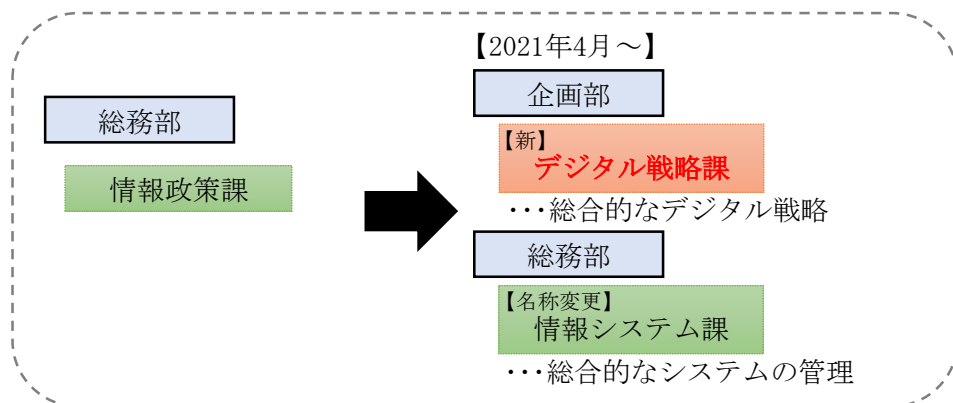 総務部
情報政策課
【2021年4月～】
企画部
【新】
デジタル戦略課
･･･総合的なデジタル戦略
総務部
【名称変更】
情報システム課
･･･総合的なシステムの管理